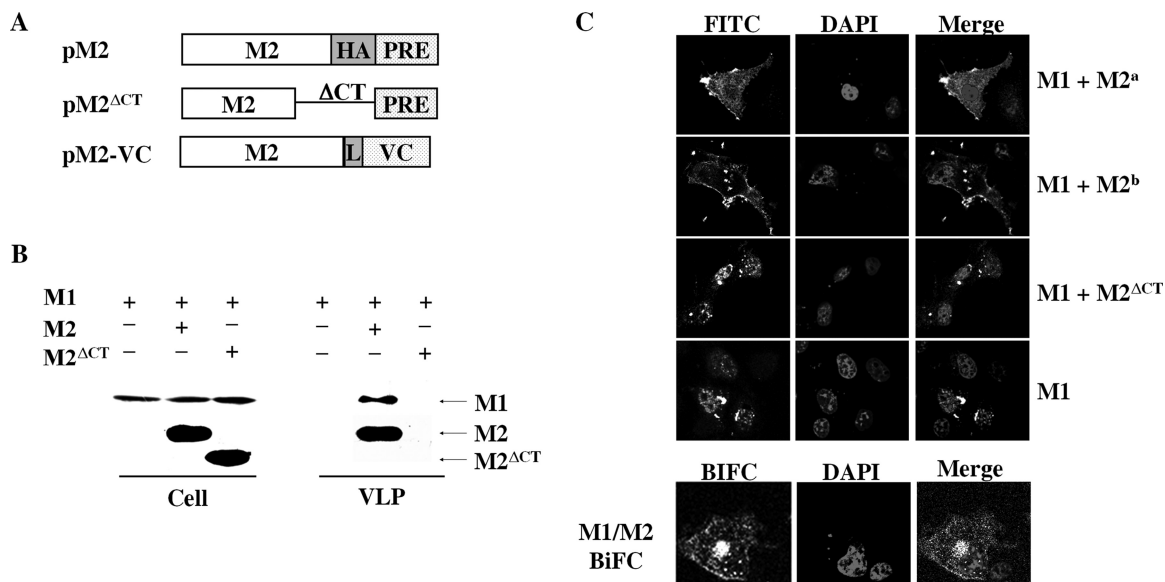 A
pM2 M2 HA PRE
pM2ΔCT M2 ΔCT PRE
pM2-VC M2 L VC
B
M1 + + + + + +
M2 – + – – + –
M2ΔCT – – + – – +
M1
M2
M2ΔCT
Cell VLP
C
FITC DAPI Merge
M1 + M2a
M1 + M2b
M1 + M2ΔCT
M1
BIFC DAPI Merge
M1/M2
BiFC